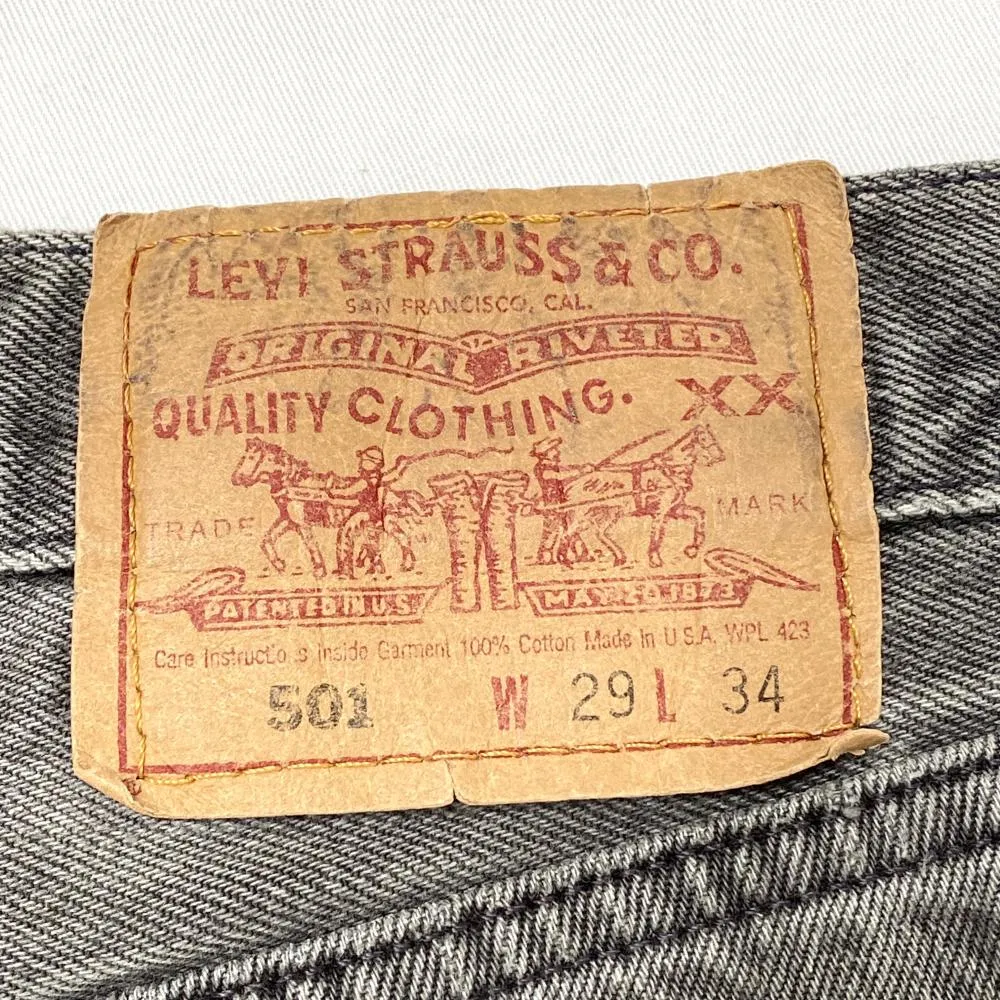 LEVI STRAUSS & CO.
SAN FRANCISCO, CAL.
ORIGINAL RIVETED
QUALITY CLOTHING. XX
TRADE MARK
PATENTED IN U.S. MAY 20 1873
Care Instructio s Inside Garment 100% Cotton Made In U.S.A. WPL 423
501 W 29 L 34